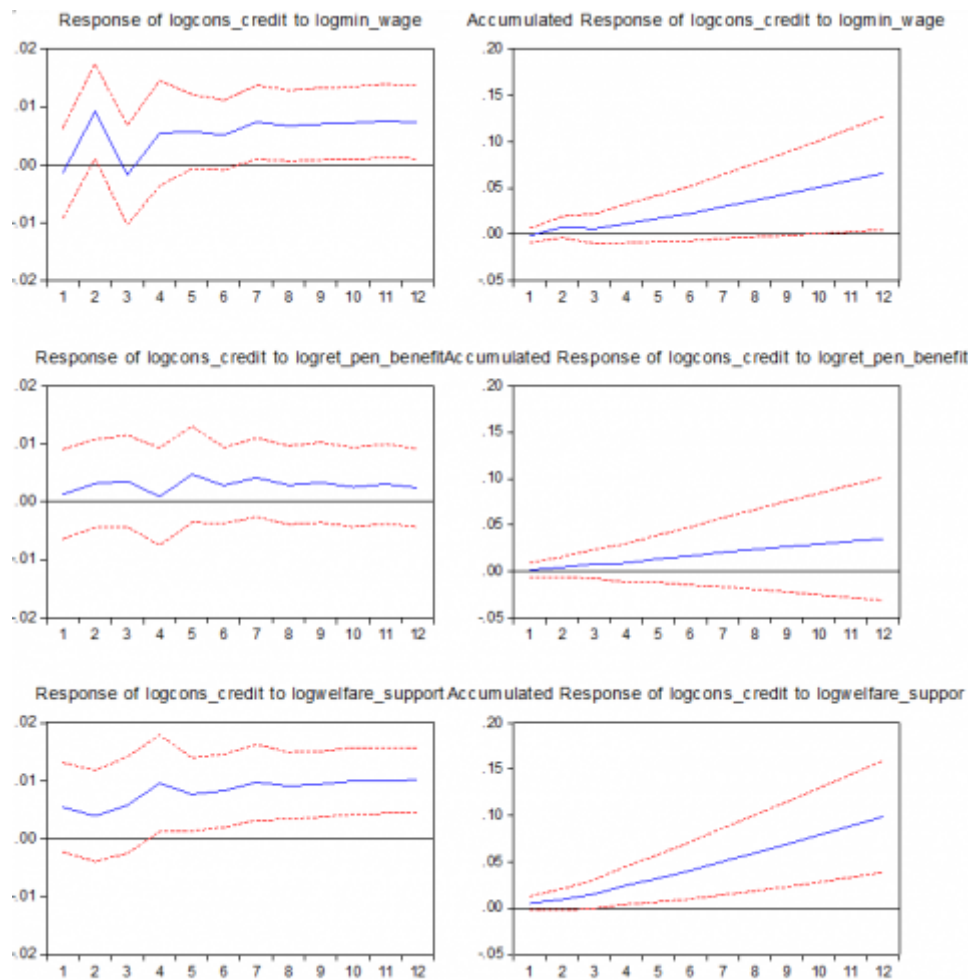 Response of logcons_credit to logmin_wage
.02
.01
.00
-.01
-.02
1 2 3 4 5 6 7 8 9 10 11 12
Accumulated Response of logcons_credit to logmin_wage
.20
.15
.10
.05
.00
-.05
1 2 3 4 5 6 7 8 9 10 11 12
Response of logcons_credit to logret_pen_benefit
.02
.01
.00
-.01
-.02
1 2 3 4 5 6 7 8 9 10 11 12
Accumulated Response of logcons_credit to logret_pen_benefit
.20
.15
.10
.05
.00
-.05
1 2 3 4 5 6 7 8 9 10 11 12
Response of logcons_credit to logwelfare_support
.02
.01
.00
-.01
-.02
1 2 3 4 5 6 7 8 9 10 11 12
Accumulated Response of logcons_credit to logwelfare_suppor
.20
.15
.10
.05
.00
-.05
1 2 3 4 5 6 7 8 9 10 11 12